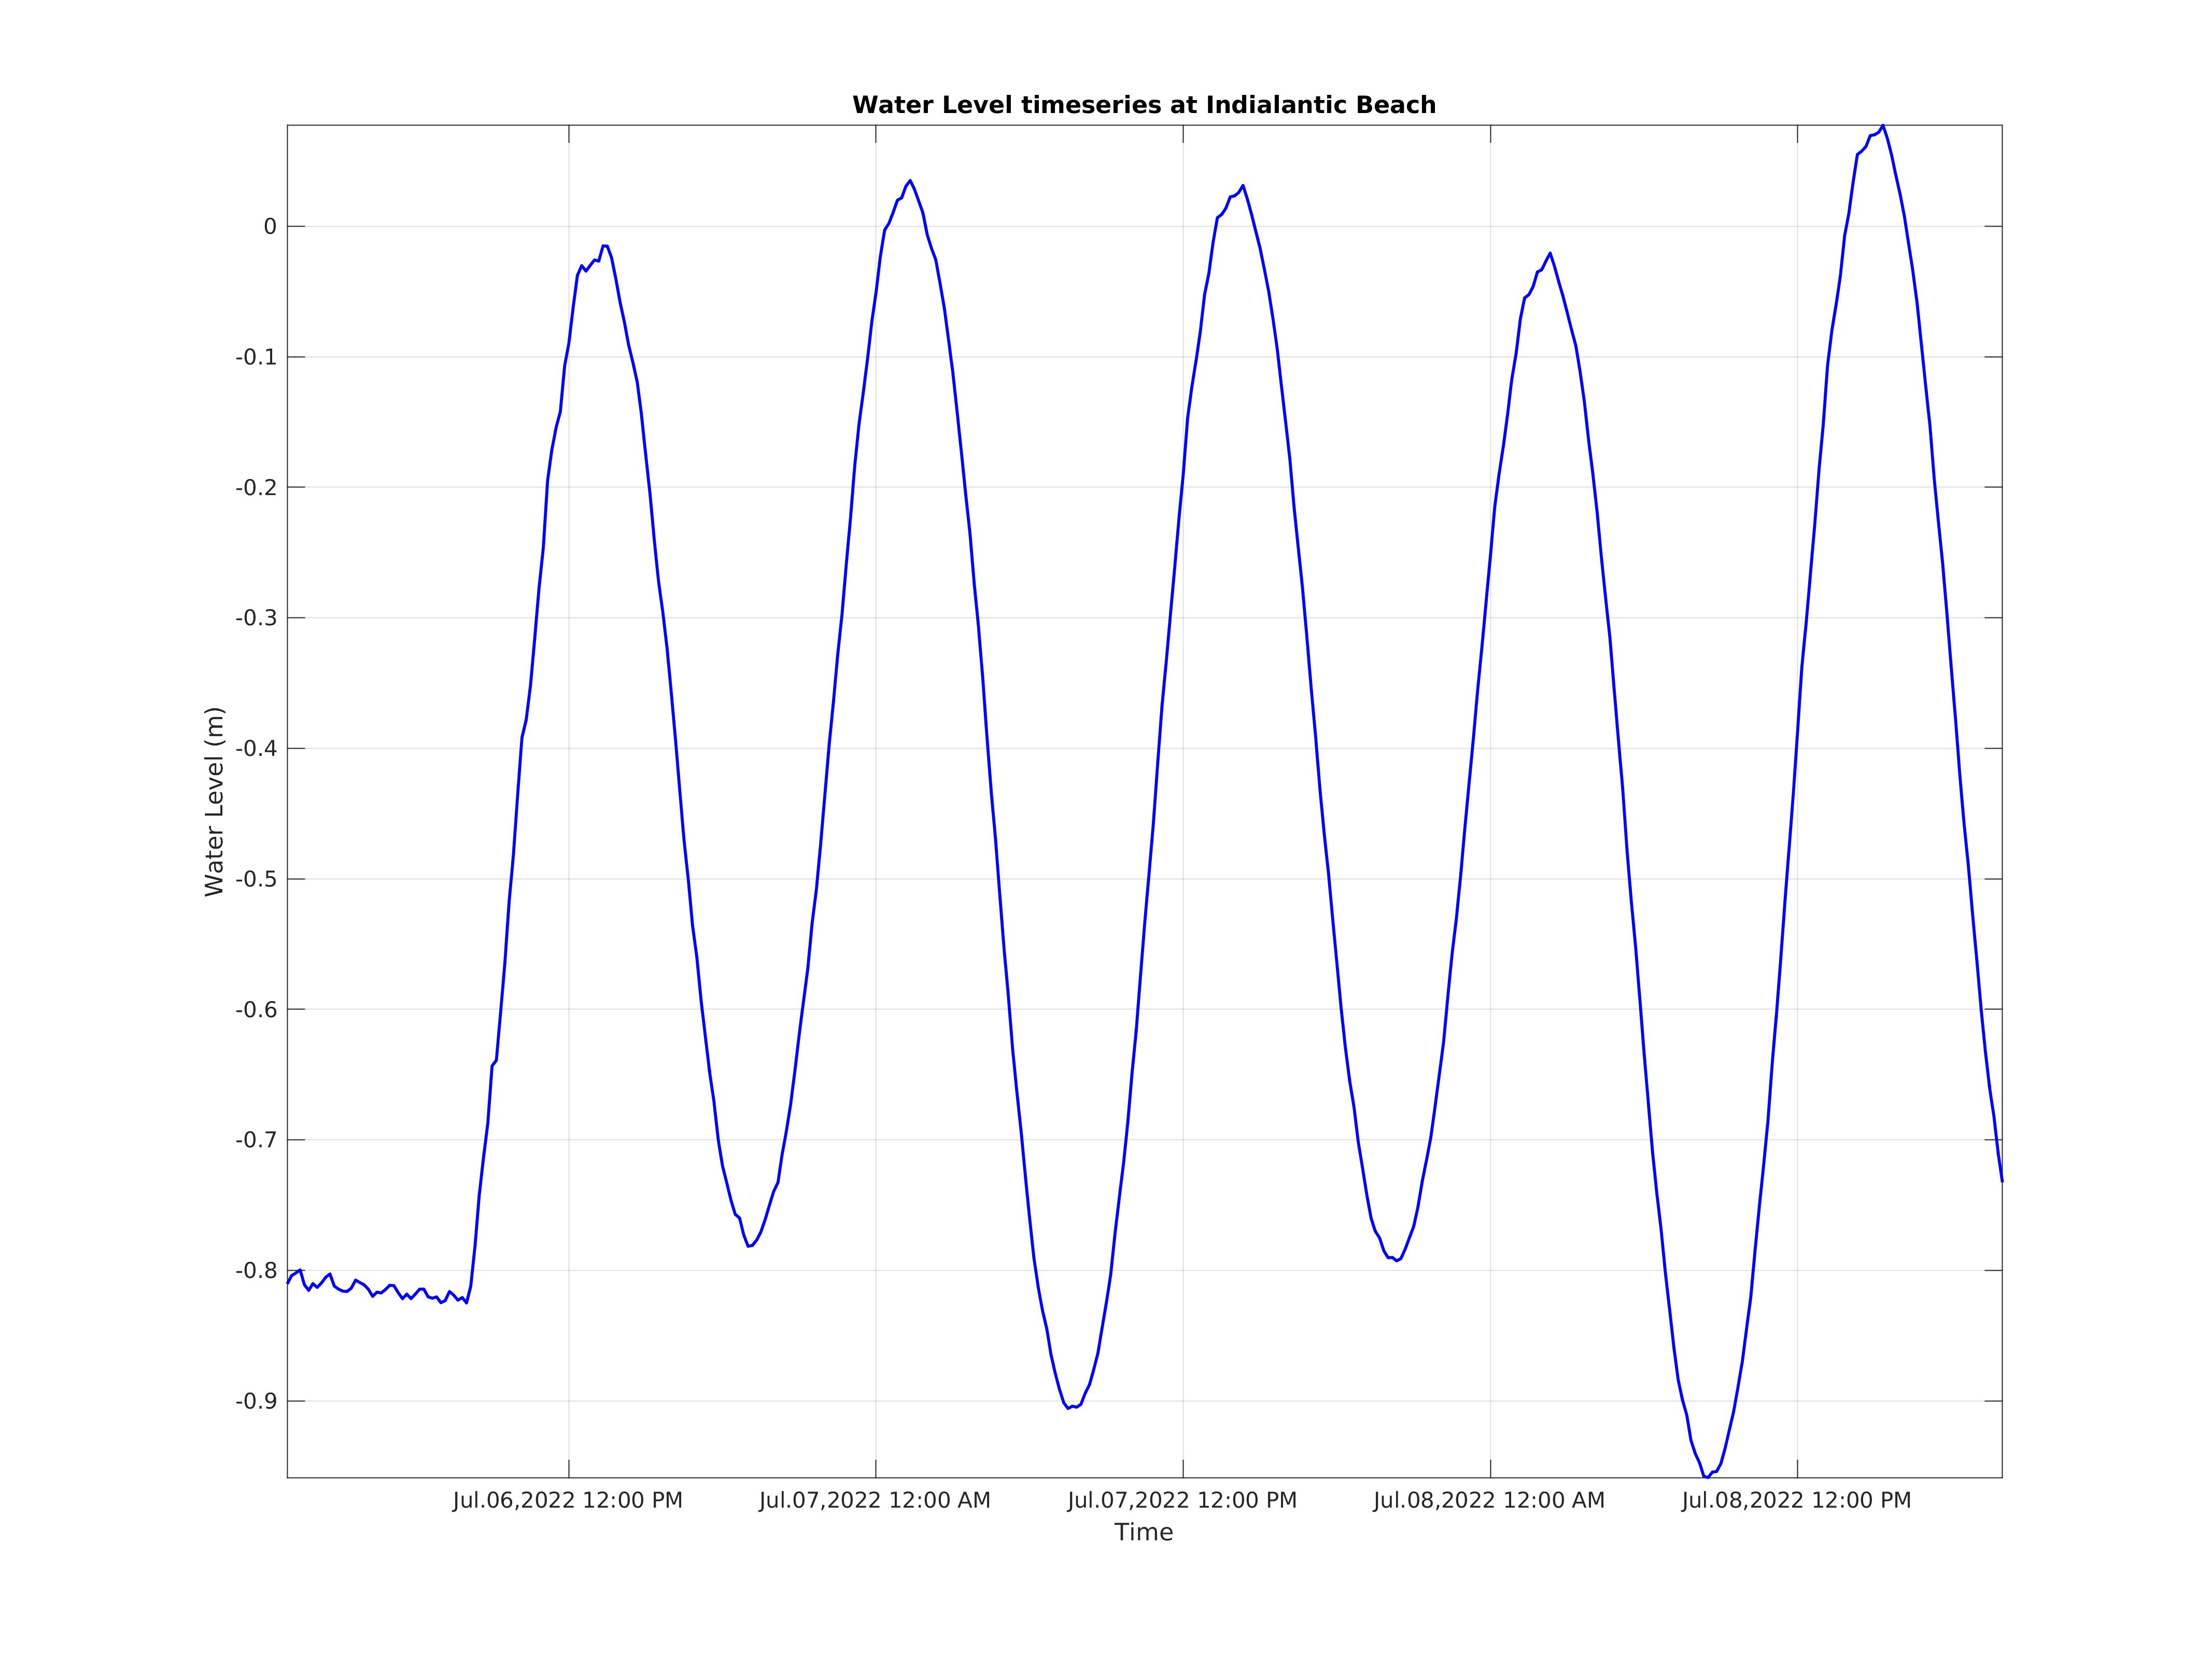 Water Level timeseries at Indialantic Beach
0
-0.1
-0.2
-0.3
-0.4
-0.5
-0.6
-0.7
-0.8
-0.9
Water Level (m)
Jul.06,2022 12:00 PM
Jul.07,2022 12:00 AM
Jul.07,2022 12:00 PM
Jul.08,2022 12:00 AM
Jul.08,2022 12:00 PM
Time